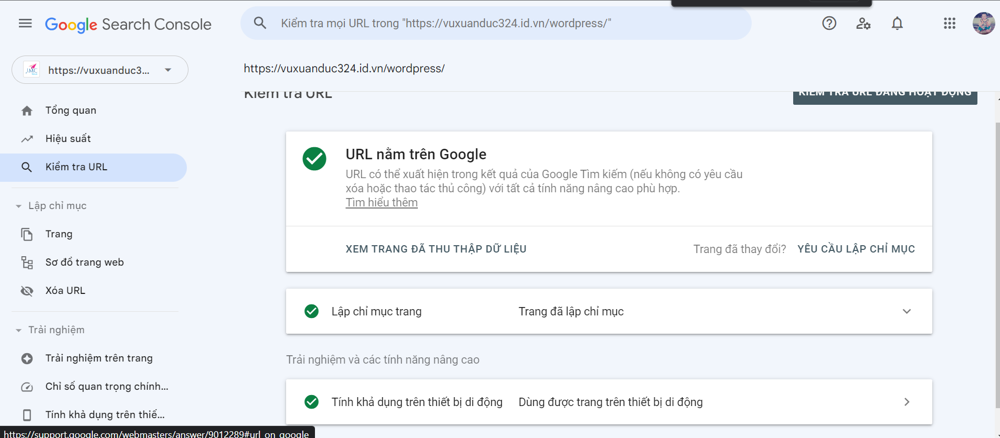 Google Search Console
Kiểm tra mọi URL trong "https://vuxuanduc324.id.vn/wordpress/"
JMC
https://vuxuanduc3...
https://vuxuanduc324.id.vn/wordpress/
Kiểm tra URL
KIỂM TRA URL ĐANG HOẠT ĐỘNG
Tổng quan
Hiệu suất
Kiểm tra URL
Lập chỉ mục
Trang
Sơ đồ trang web
Xóa URL
Trải nghiệm
Trải nghiệm trên trang
Chỉ số quan trọng chính...
Tính khả dụng trên thiế...
URL nằm trên Google
URL có thể xuất hiện trong kết quả của Google Tìm kiếm (nếu không có yêu cầu
xóa hoặc thao tác thủ công) với tất cả tính năng nâng cao phù hợp.
Tìm hiểu thêm
XEM TRANG ĐÃ THU THẬP DỮ LIỆU
Trang đã thay đổi? YÊU CẦU LẬP CHỈ MỤC
Lập chỉ mục trang Trang đã lập chỉ mục
Trải nghiệm và các tính năng nâng cao
Tính khả dụng trên thiết bị di động Dùng được trang trên thiết bị di động
https://support.google.com/webmasters/answer/9012289#url_on_google